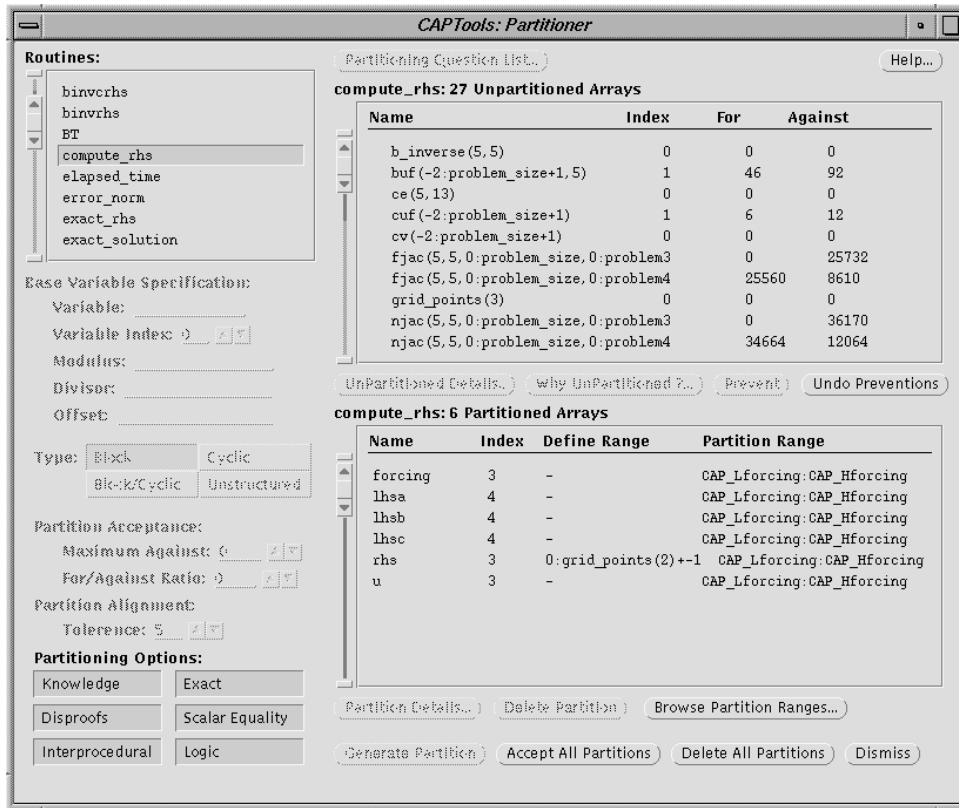 CAPTools: Partitioner
Routines:
binvcrhs
binvrhs
BT
compute_rhs
elapsed_time
error_norm
exact_rhs
exact_solution
Base Variable Specification:
Variable:
Variable Index: 0
Modulus:
Divisor:
Offset:
Type: Block Cyclic
Block/Cyclic Unstructured
Partition Acceptance:
Maximum Against: 0
For/Against Ratio: 0
Partition Alignment:
Tolerence: 5
Partitioning Options:
Knowledge Exact
Disproofs Scalar Equality
Interprocedural Logic
Partitioning Question List... Help...
compute_rhs: 27 Unpartitioned Arrays
Name Index For Against
b_inverse(5,5) 0 0 0
buf(-2:problem_size+1,5) 1 46 92
ce(5,13) 0 0 0
cuf(-2:problem_size+1) 1 6 12
cv(-2:problem_size+1) 0 0 0
fjac(5,5,0:problem_size,0:problem3 0 25732
fjac(5,5,0:problem_size,0:problem4 25560 8610
grid_points(3) 0 0 0
njac(5,5,0:problem_size,0:problem3 0 36170
njac(5,5,0:problem_size,0:problem4 34664 12064
UnPartitioned Details... Why UnPartitioned ?... Prevent Undo Preventions
compute_rhs: 6 Partitioned Arrays
Name Index Define Range Partition Range
forcing 3 - CAP_Lforcing:CAP_Hforcing
lhsa 4 - CAP_Lforcing:CAP_Hforcing
lhsb 4 - CAP_Lforcing:CAP_Hforcing
lhsc 4 - CAP_Lforcing:CAP_Hforcing
rhs 3 0:grid_points(2)+-1 CAP_Lforcing:CAP_Hforcing
u 3 - CAP_Lforcing:CAP_Hforcing
Partition Details... Delete Partition Browse Partition Ranges...
Generate Partition Accept All Partitions Delete All Partitions Dismiss